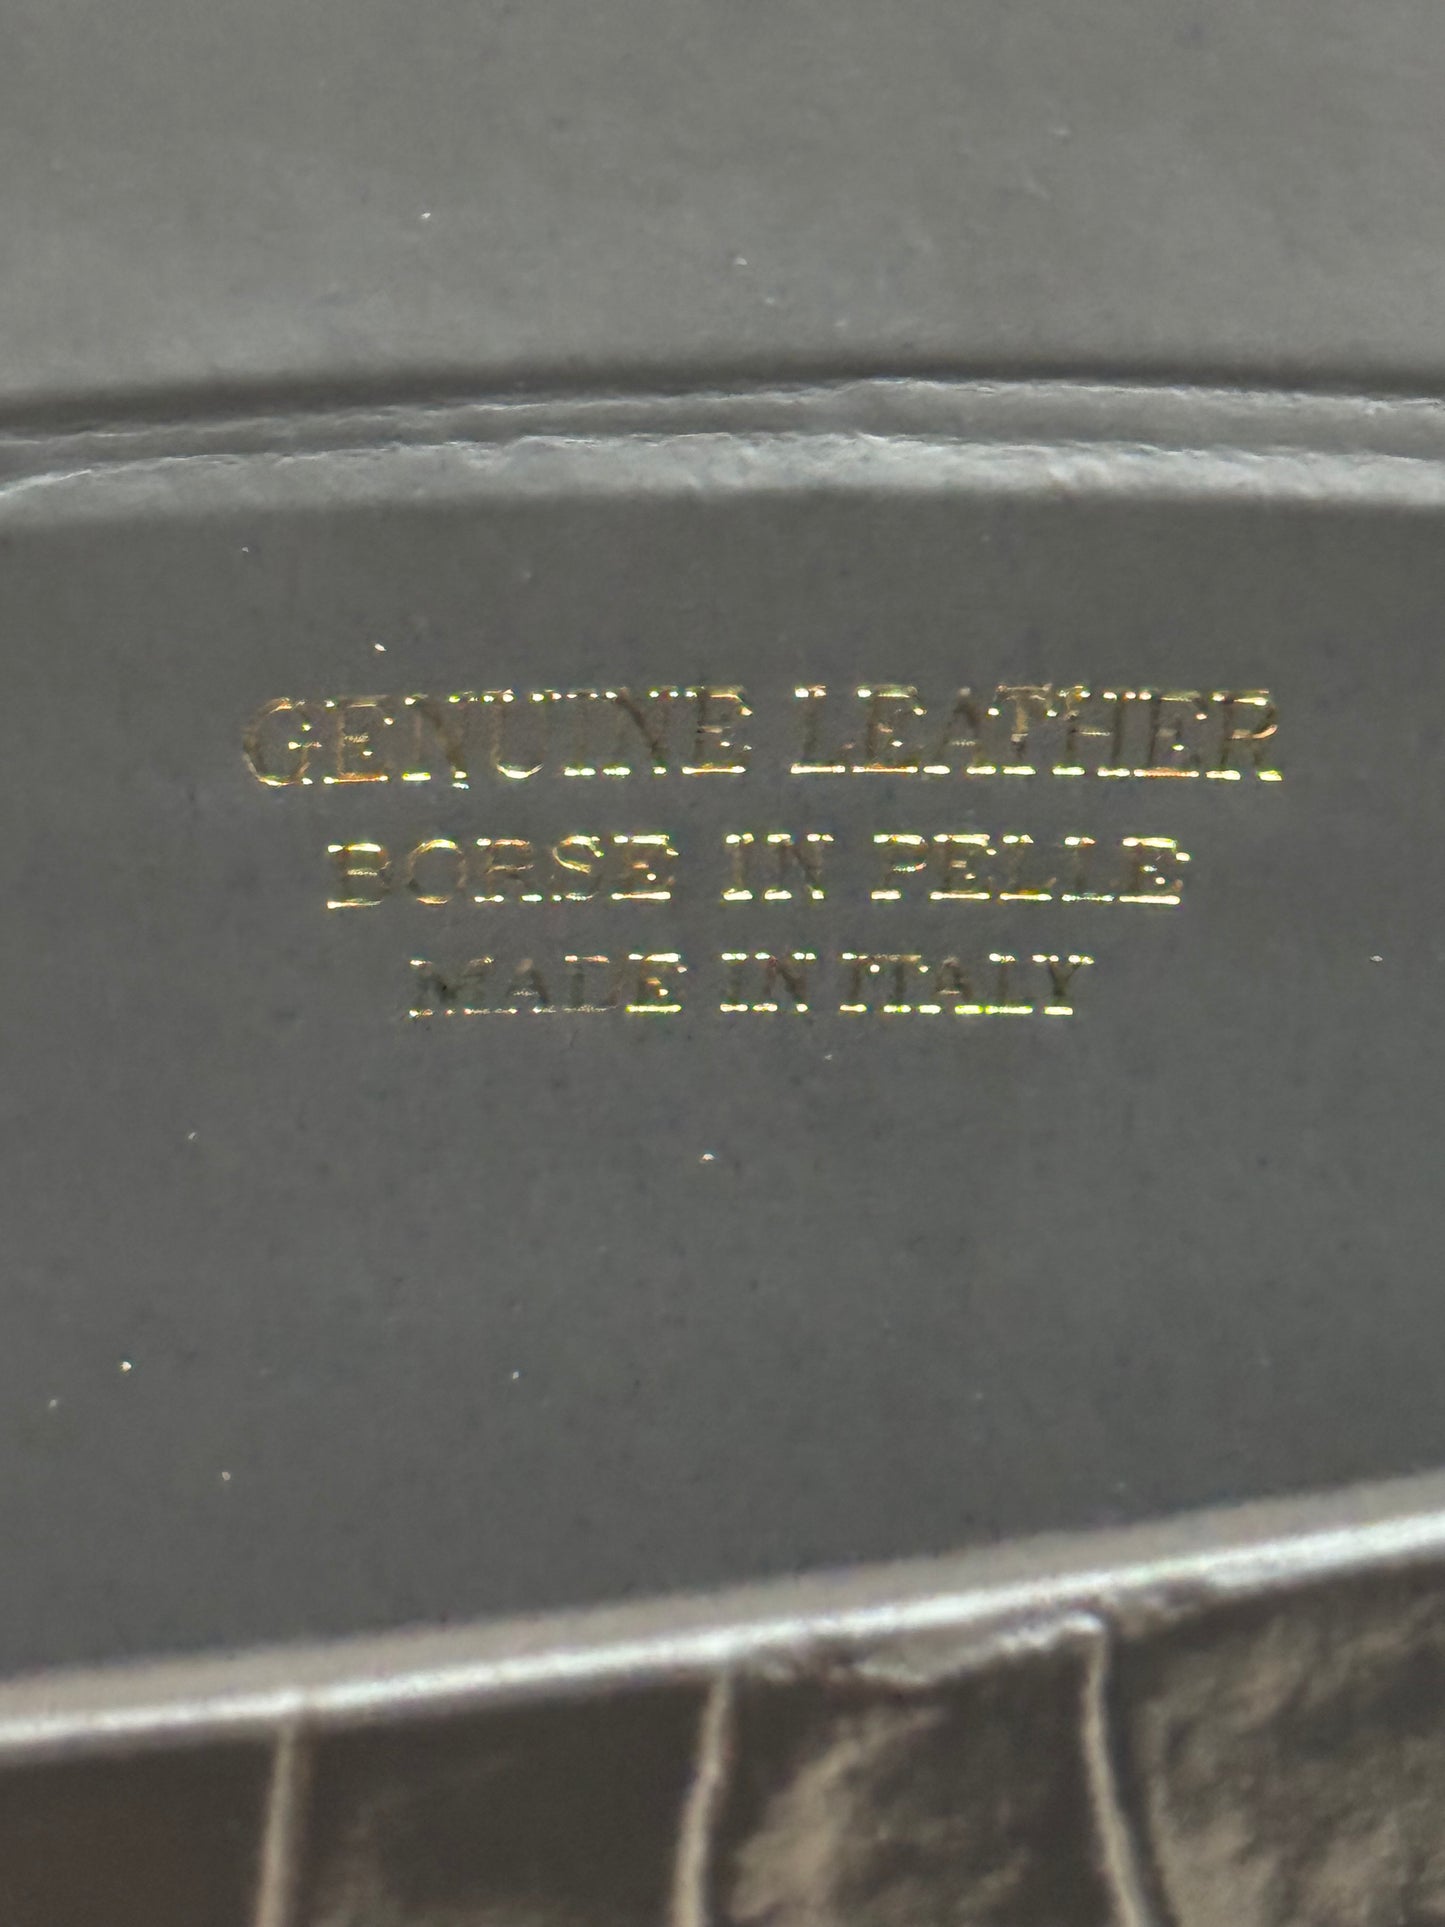 GENUINE LEATHER
BORSE IN PELLE
MADE IN ITALY